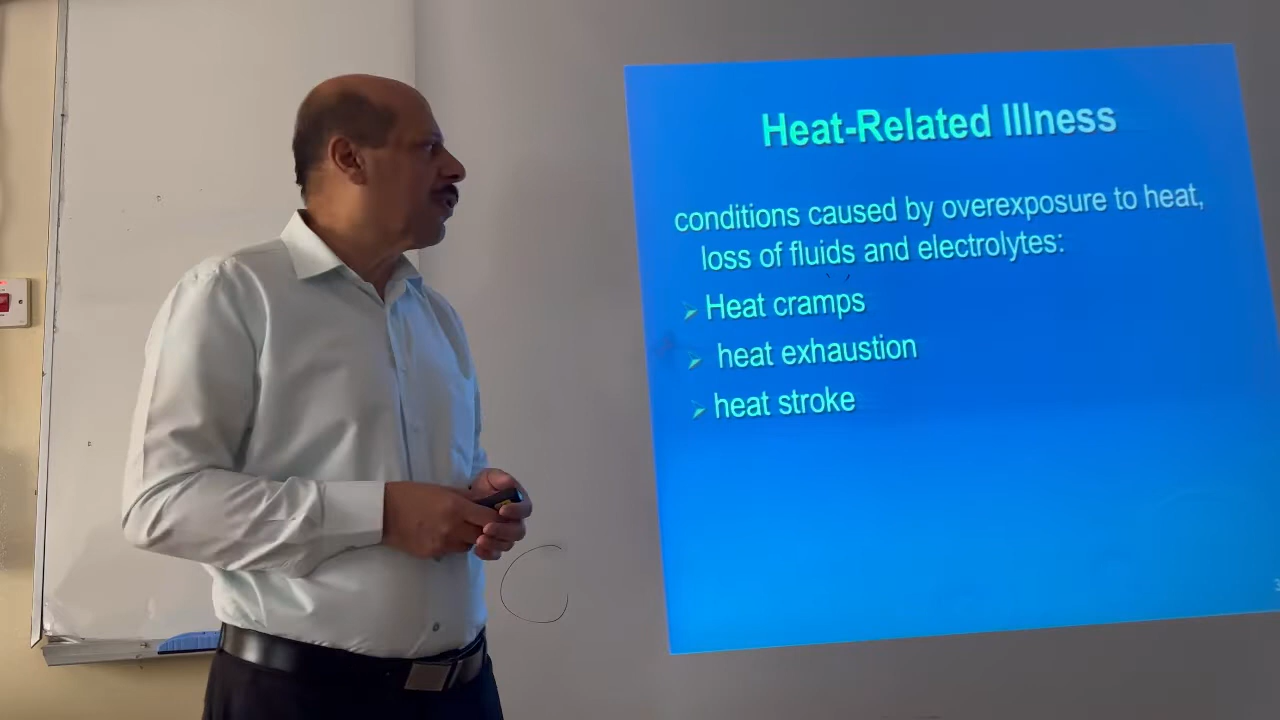 Heat-Related Illness
conditions caused by overexposure to heat,
loss of fluids and electrolytes:
Heat cramps
heat exhaustion
heat stroke